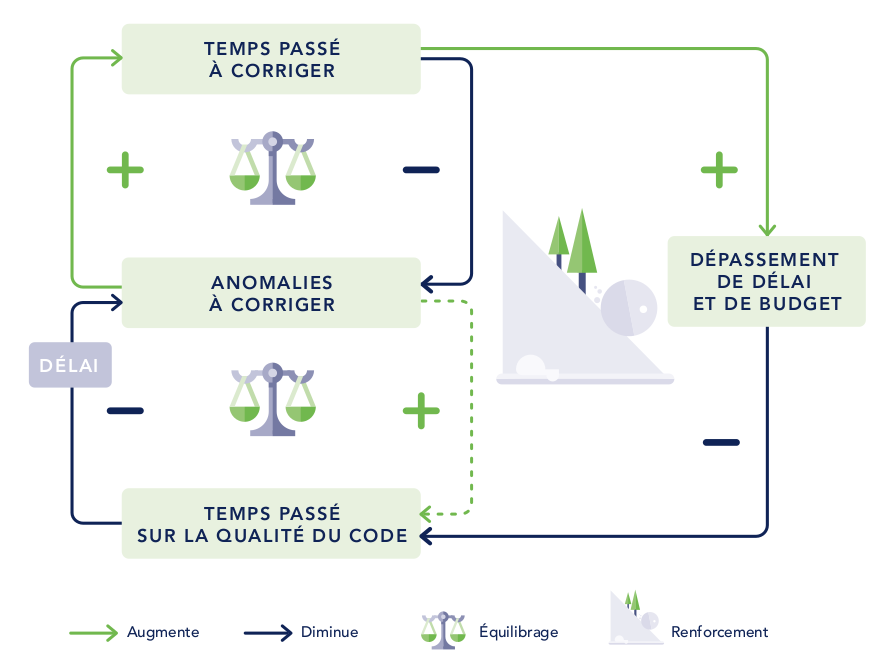 TEMPS PASSÉ
À CORRIGER
ANOMALIES
À CORRIGER
DÉPASSEMENT
DE DÉLAI
ET DE BUDGET
DÉLAI
TEMPS PASSÉ
SUR LA QUALITÉ DU CODE
Augmente
Diminue
Équilibrage
Renforcement